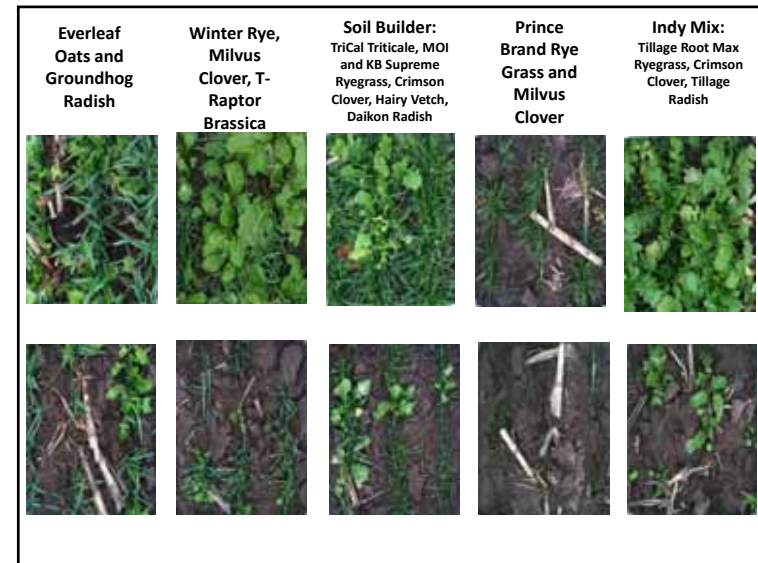 Everleaf
Oats and
Groundhog
Radish
Winter Rye,
Milvus
Clover, T-
Raptor
Brassica
Soil Builder:
TriCal Triticale, MOI
and KB Supreme
Ryegrass, Crimson
Clover, Hairy Vetch,
Daikon Radish
Prince
Brand Rye
Grass and
Milvus
Clover
Indy Mix:
Tillage Root Max
Ryegrass, Crimson
Clover, Tillage
Radish